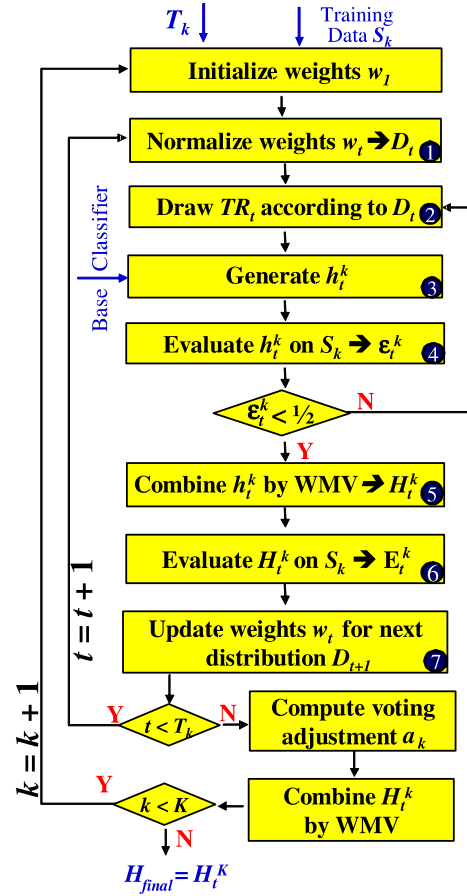 T_k
Training
Data S_k
Initialize weights w_1
Normalize weights w_t ➔ D_t
1
Draw TR_t according to D_t
2
Base Classifier
Generate h_t^k
3
Evaluate h_t^k on S_k ➔ ε_t^k
4
ε_t^k < ½
N
Y
Combine h_t^k by WMV ➔ H_t^k
5
Evaluate H_t^k on S_k ➔ E_t^k
6
Update weights w_t for next
distribution D_{t+1}
7
t = t + 1
k = k + 1
Y
t < T_k
N
Compute voting
adjustment a_k
Y
k < K
Combine H_t^k
by WMV
N
H_final = H_t^K